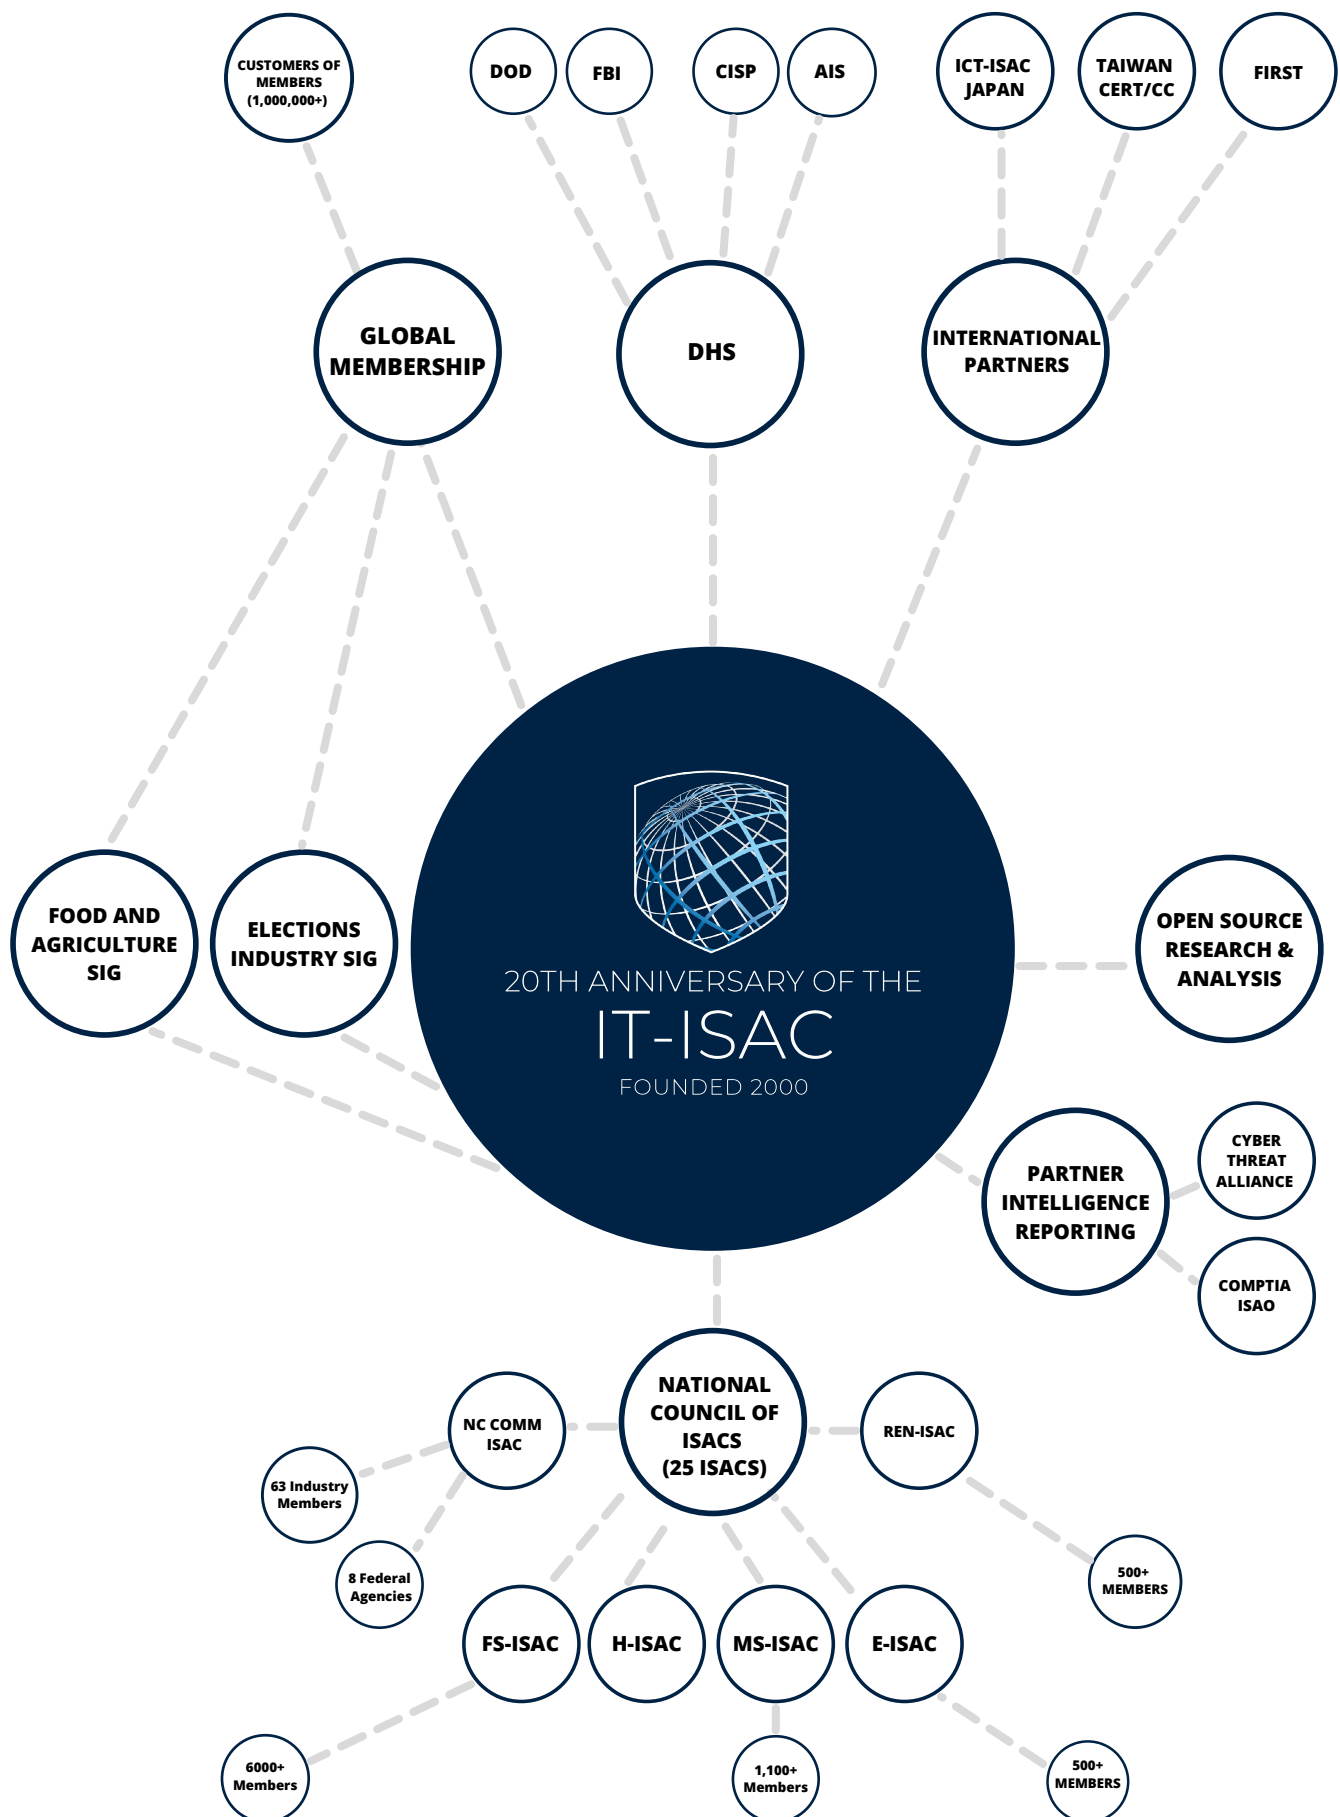 CUSTOMERS OF
MEMBERS
(1,000,000+)
DOD
FBI
CISP
AIS
ICT-ISAC
JAPAN
TAIWAN
CERT/CC
FIRST
GLOBAL
MEMBERSHIP
DHS
INTERNATIONAL
PARTNERS
FOOD AND
AGRICULTURE
SIG
ELECTIONS
INDUSTRY SIG
20TH ANNIVERSARY OF THE
IT-ISAC
FOUNDED 2000
OPEN SOURCE
RESEARCH &
ANALYSIS
PARTNER
INTELLIGENCE
REPORTING
CYBER
THREAT
ALLIANCE
COMPTIA
ISAO
NATIONAL
COUNCIL OF
ISACS
(25 ISACS)
NC COMM
ISAC
REN-ISAC
63 Industry
Members
8 Federal
Agencies
500+
MEMBERS
FS-ISAC
H-ISAC
MS-ISAC
E-ISAC
6000+
Members
1,100+
Members
500+
MEMBERS